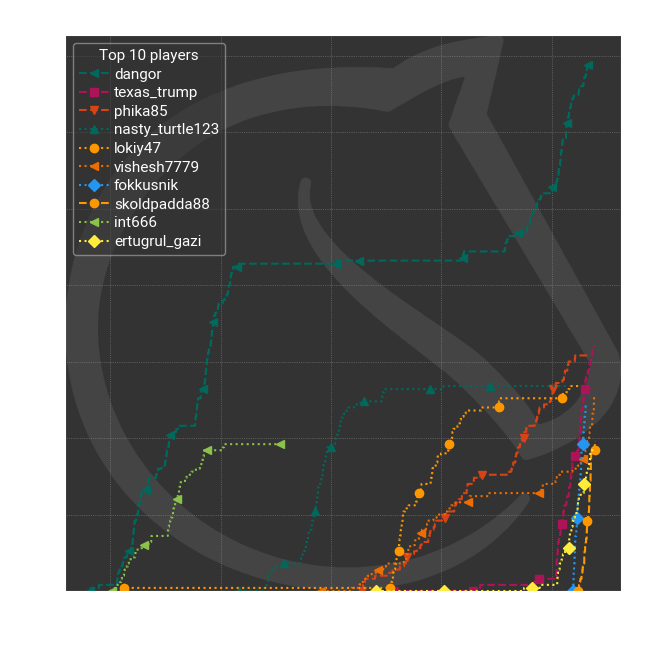 Top 10 players
dangor
texas_trump
phika85
nasty_turtle123
lokiy47
vishesh7779
fokkusnik
skoldpadda88
int666
ertugrul_gazi